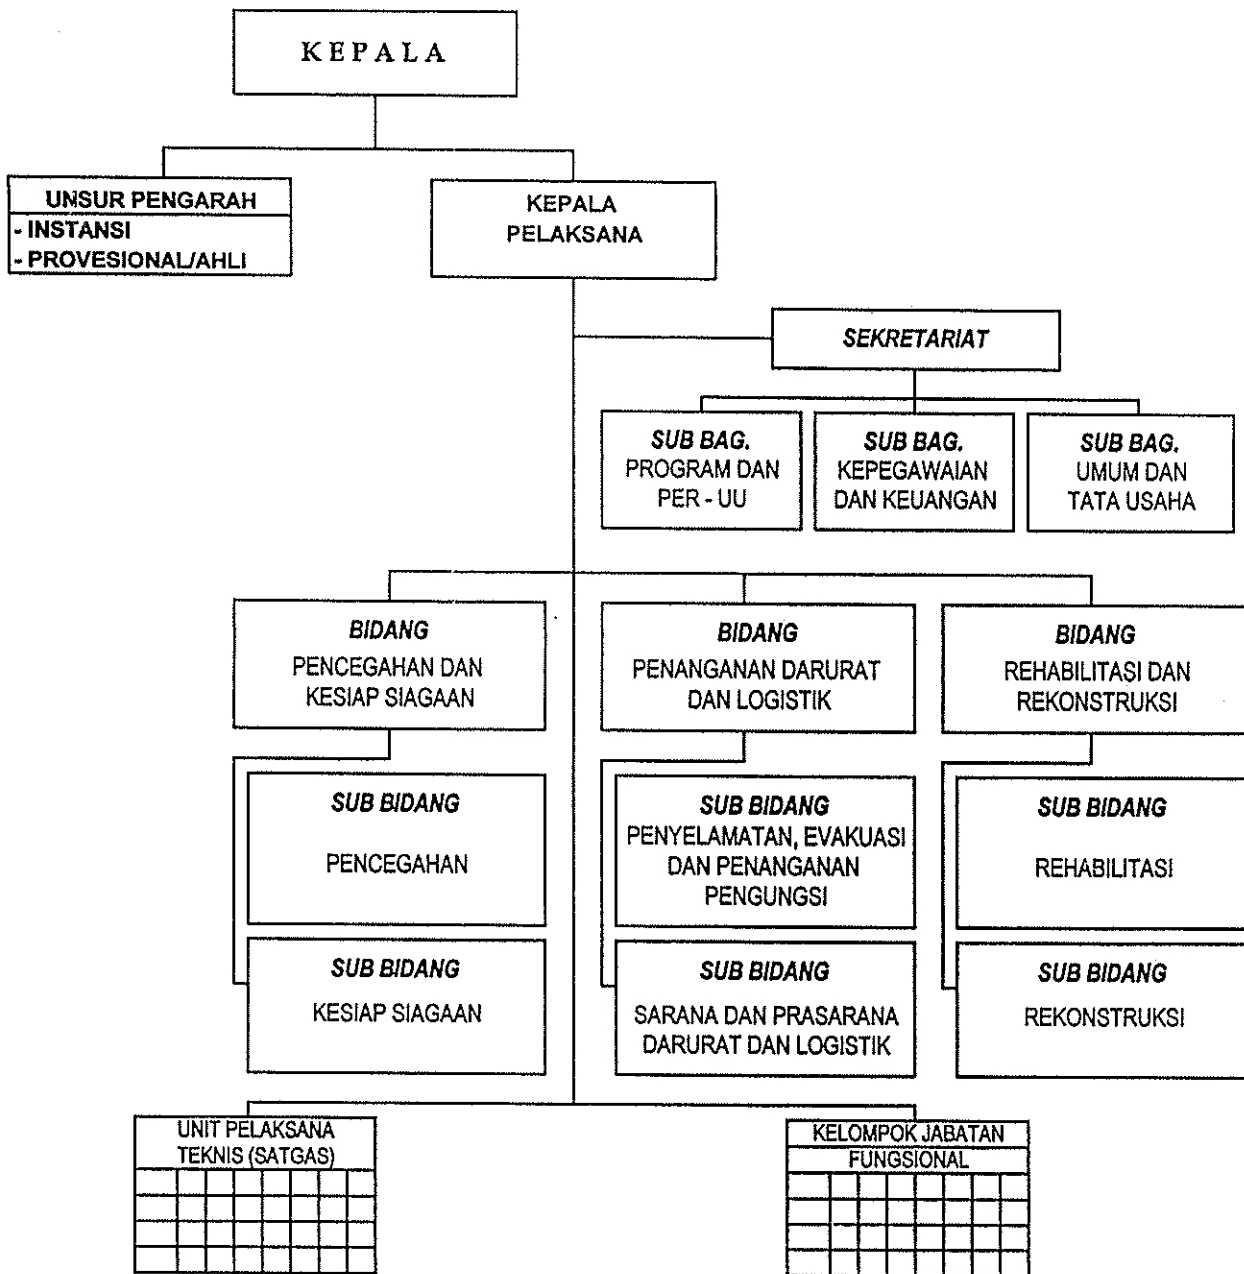 KEPALA
UNSUR PENGARAH
- INSTANSI
- PROVESIONAL/AHLI
KEPALA
PELAKSANA
SEKRETARIAT
SUB BAG.
PROGRAM DAN
PER - UU
SUB BAG.
KEPEGAWAIAN
DAN KEUANGAN
SUB BAG.
UMUM DAN
TATA USAHA
BIDANG
PENCEGAHAN DAN
KESIAP SIAGAAN
BIDANG
PENANGANAN DARURAT
DAN LOGISTIK
BIDANG
REHABILITASI DAN
REKONSTRUKSI
SUB BIDANG
PENCEGAHAN
SUB BIDANG
PENYELAMATAN, EVAKUASI
DAN PENANGANAN
PENGUNGSI
SUB BIDANG
REHABILITASI
SUB BIDANG
KESIAP SIAGAAN
SUB BIDANG
SARANA DAN PRASARANA
DARURAT DAN LOGISTIK
SUB BIDANG
REKONSTRUKSI
UNIT PELAKSANA
TEKNIS (SATGAS)
KELOMPOK JABATAN
FUNGSIONAL